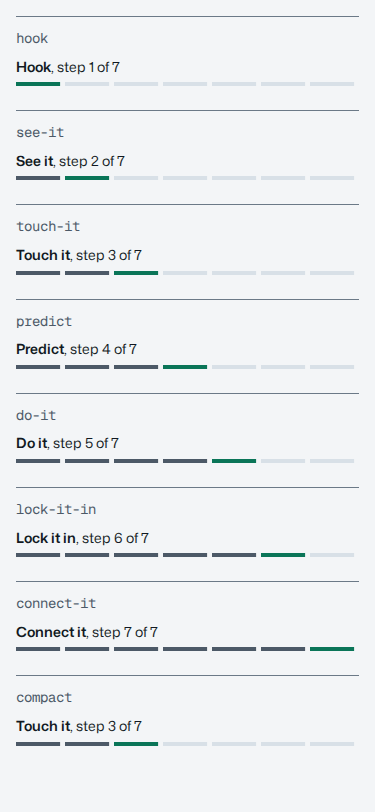 hook
Hook, step 1 of 7
see-it
See it, step 2 of 7
touch-it
Touch it, step 3 of 7
predict
Predict, step 4 of 7
do-it
Do it, step 5 of 7
lock-it-in
Lock it in, step 6 of 7
connect-it
Connect it, step 7 of 7
compact
Touch it, step 3 of 7